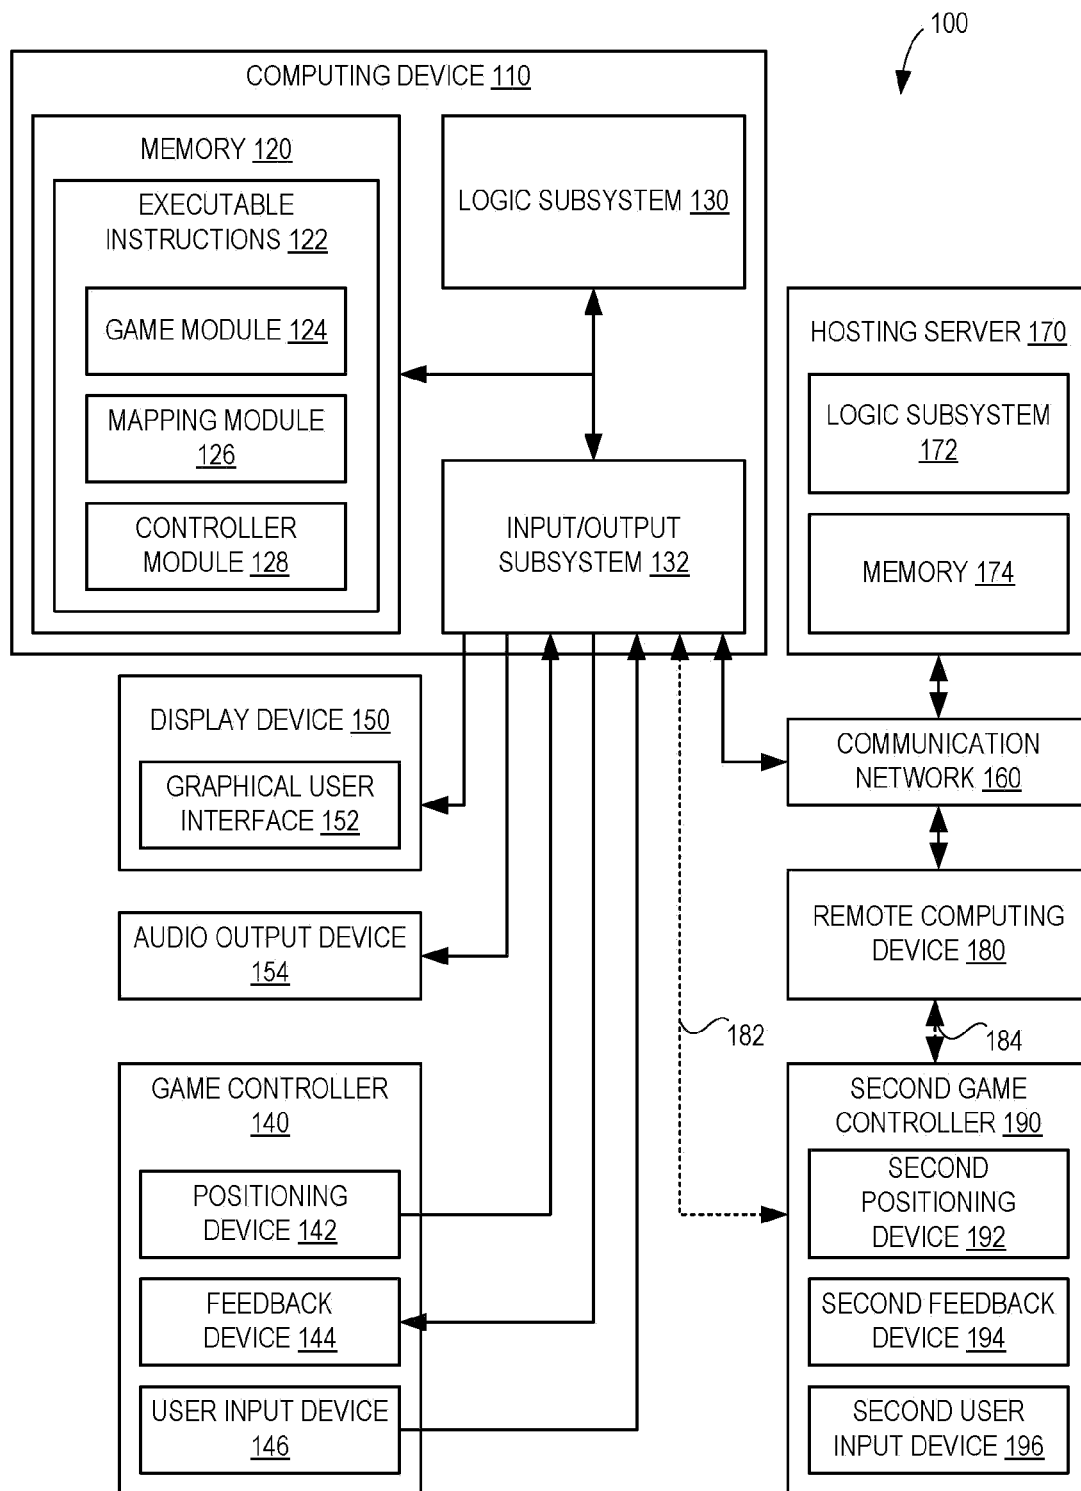 100
COMPUTING DEVICE 110
MEMORY 120
EXECUTABLE
INSTRUCTIONS 122
GAME MODULE 124
MAPPING MODULE
126
CONTROLLER
MODULE 128
LOGIC SUBSYSTEM 130
INPUT/OUTPUT
SUBSYSTEM 132
HOSTING SERVER 170
LOGIC SUBSYSTEM
172
MEMORY 174
DISPLAY DEVICE 150
GRAPHICAL USER
INTERFACE 152
COMMUNICATION
NETWORK 160
AUDIO OUTPUT DEVICE
154
REMOTE COMPUTING
DEVICE 180
182
184
GAME CONTROLLER
140
POSITIONING
DEVICE 142
FEEDBACK
DEVICE 144
USER INPUT DEVICE
146
SECOND GAME
CONTROLLER 190
SECOND
POSITIONING
DEVICE 192
SECOND FEEDBACK
DEVICE 194
SECOND USER
INPUT DEVICE 196